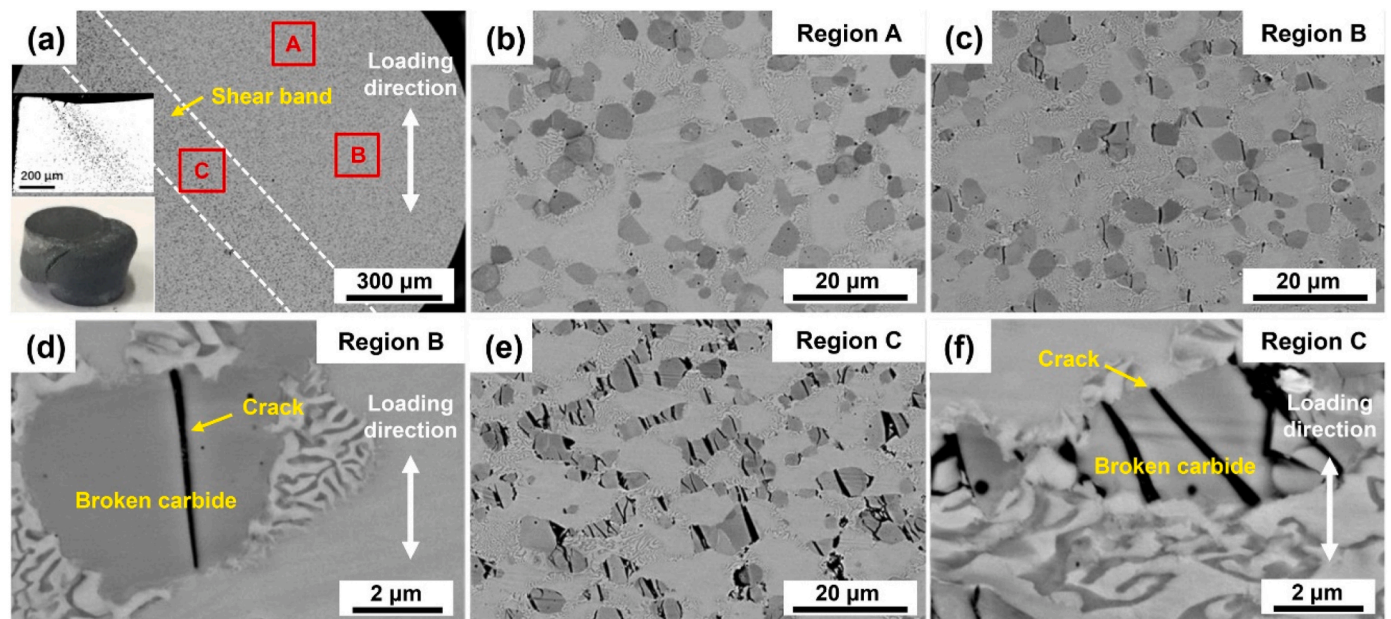 (a)
A
Loading
direction
Shear band
B
C
200 μm
300 μm
(b)
Region A
20 μm
(c)
Region B
20 μm
(d)
Region B
Crack
Loading
direction
Broken carbide
2 μm
(e)
Region C
20 μm
(f)
Region C
Crack
Loading
direction
Broken carbide
2 μm